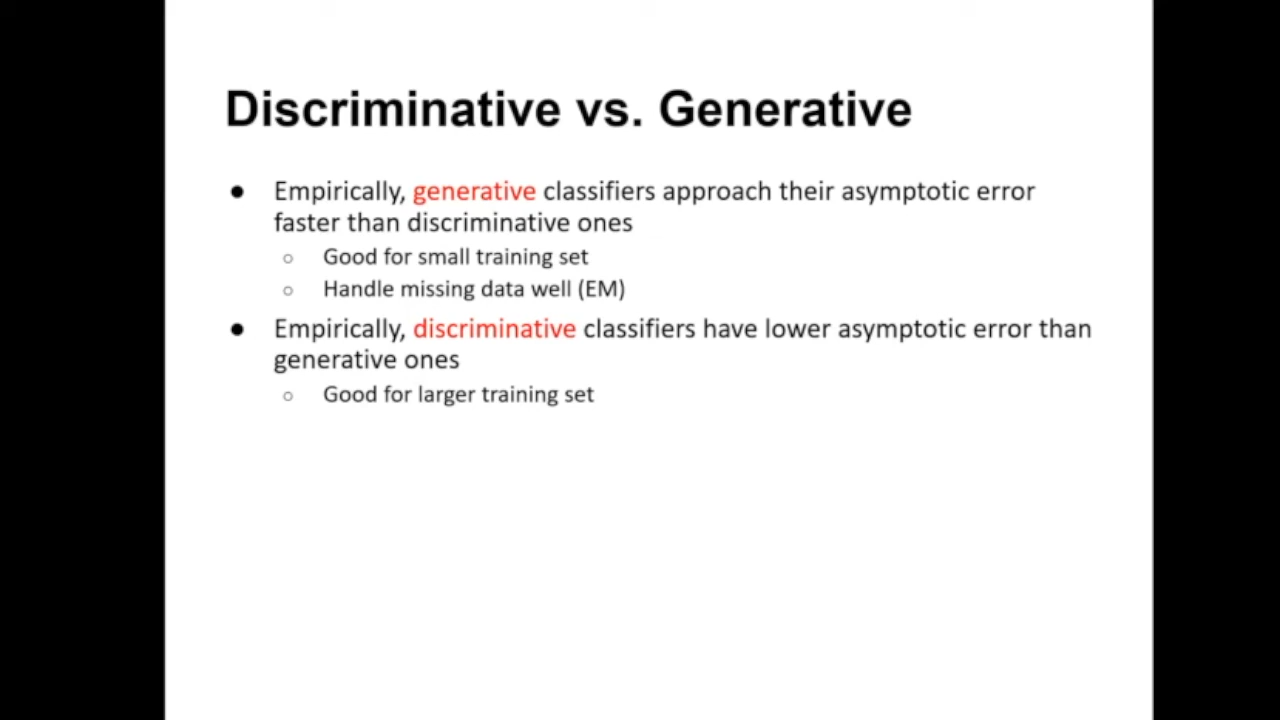 Discriminative vs. Generative
● Empirically, generative classifiers approach their asymptotic error
faster than discriminative ones
○ Good for small training set
○ Handle missing data well (EM)
● Empirically, discriminative classifiers have lower asymptotic error than
generative ones
○ Good for larger training set